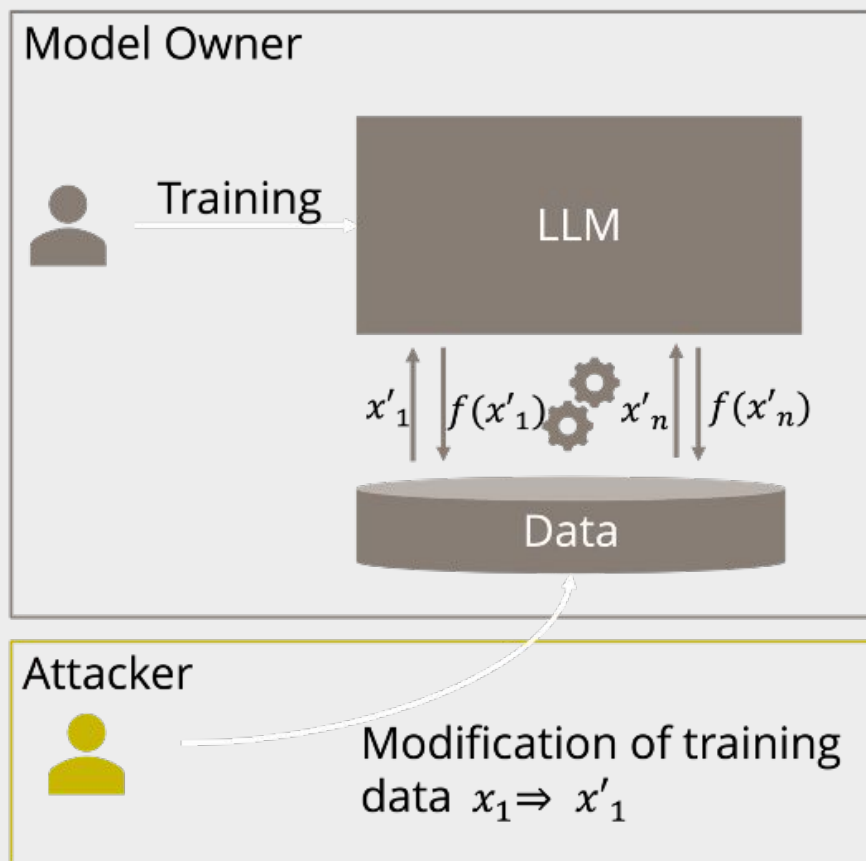 Model Owner
Training
LLM
x'₁ f(x'₁) x'ₙ f(x'ₙ)
Data
Attacker
Modification of training
data x₁⇒ x'₁